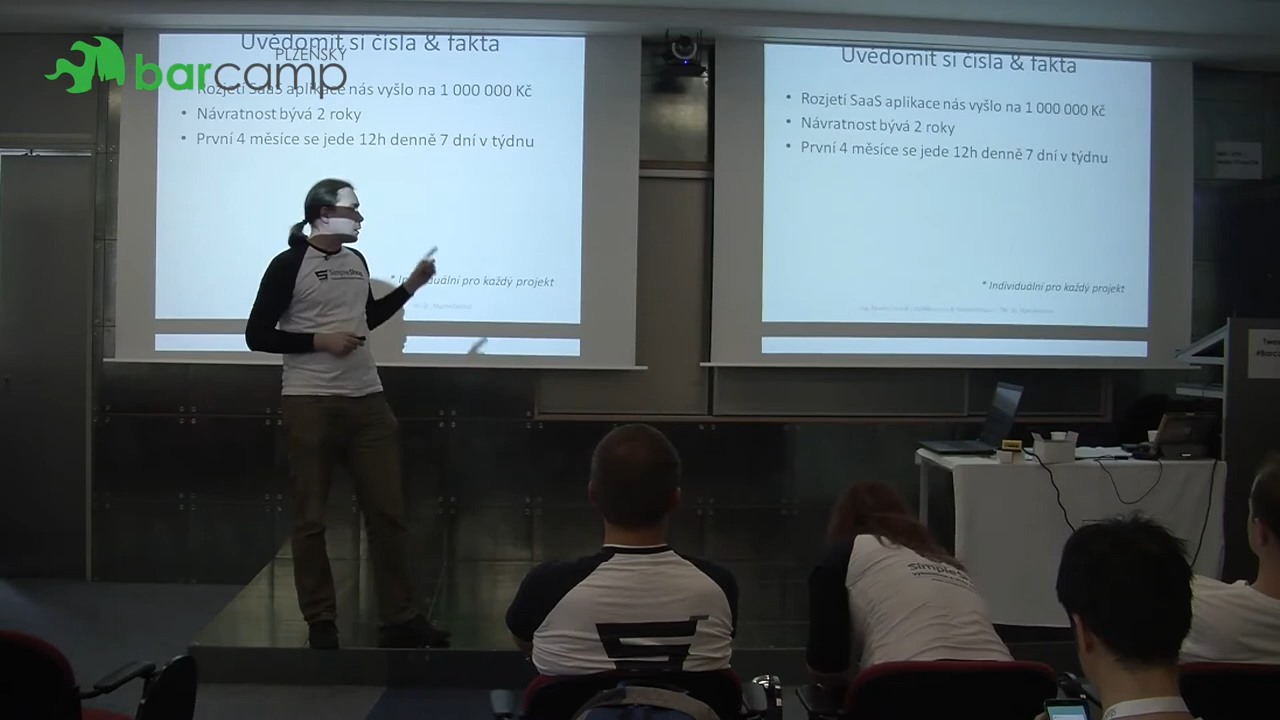 PLZEŇSKÝ
barcamp
Uvědomit si čísla & fakta
Rozjetí SaaS aplikace nás vyšlo na 1 000 000 Kč
• Návratnost bývá 2 roky
• První 4 měsíce se jede 12h denně 7 dní v týdnu
* Individuální pro každý projekt
Uvědomit si čísla & fakta
• Rozjetí SaaS aplikace nás vyšlo na 1 000 000 Kč
• Návratnost bývá 2 roky
• První 4 měsíce se jede 12h denně 7 dní v týdnu
* Individuální pro každý projekt
SimpleShop